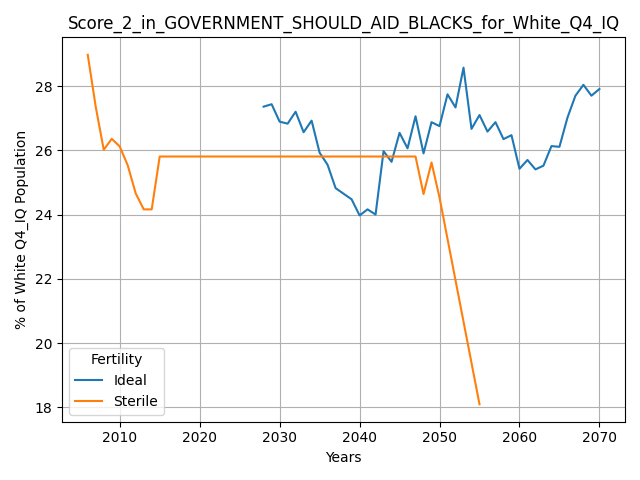 Score_2_in_GOVERNMENT_SHOULD_AID_BLACKS_for_White_Q4_IQ
% of White Q4_IQ Population
28
26
24
22
20
18
Fertility
Ideal
Sterile
2010 2020 2030 2040 2050 2060 2070
Years